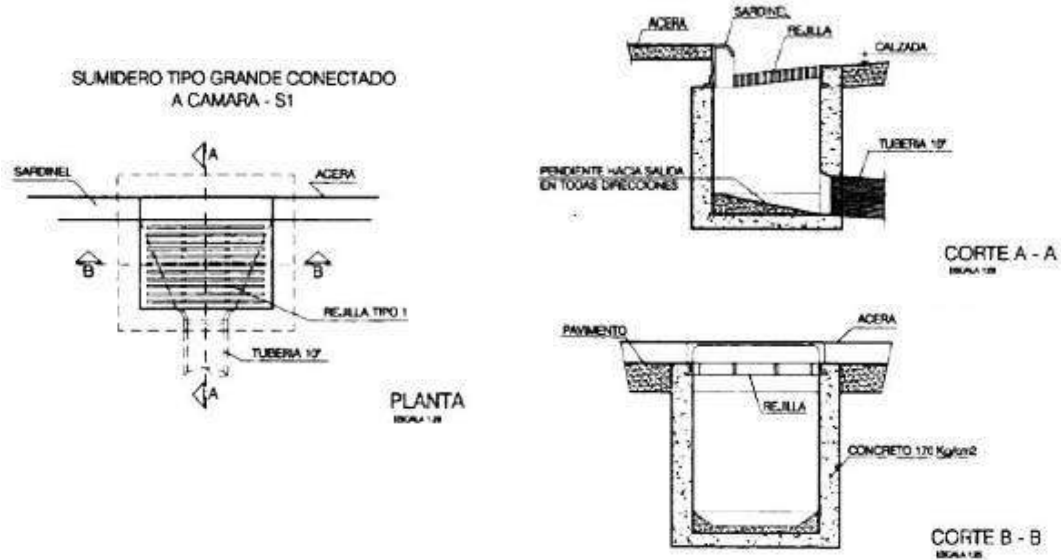 SUMIDERO TIPO GRANDE CONECTADO
A CAMARA - S1
A
SARDINEL
ACERA
B
B
REJILLA TIPO 1
TUBERIA 10"
A
PLANTA
ACERA
SARDINEL
REJILLA
CALZADA
TUBERIA 10"
PENDIENTE HACIA SALIDA
EN TODAS DIRECCIONES
CORTE A - A
PAVIMENTO
ACERA
REJILLA
CONCRETO 170 Kg/cm2
CORTE B - B